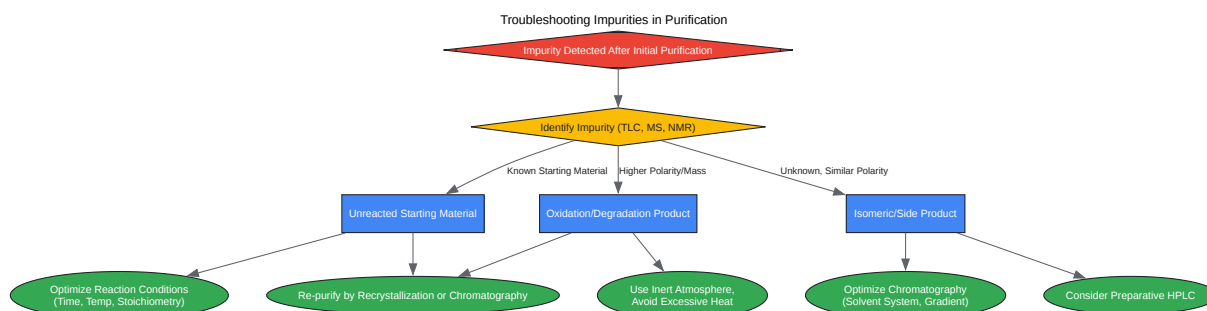 Troubleshooting Impurities in Purification
Impurity Detected After Initial Purification
Identify Impurity (TLC, MS, NMR)
Known Starting Material
Higher Polarity/Mass
Unknown, Similar Polarity
Unreacted Starting Material
Oxidation/Degradation Product
Isomeric/Side Product
Optimize Reaction Conditions
(Time, Temp, Stoichiometry)
Re-purify by Recrystallization or Chromatography
Use Inert Atmosphere,
Avoid Excessive Heat
Optimize Chromatography
(Solvent System, Gradient)
Consider Preparative HPLC